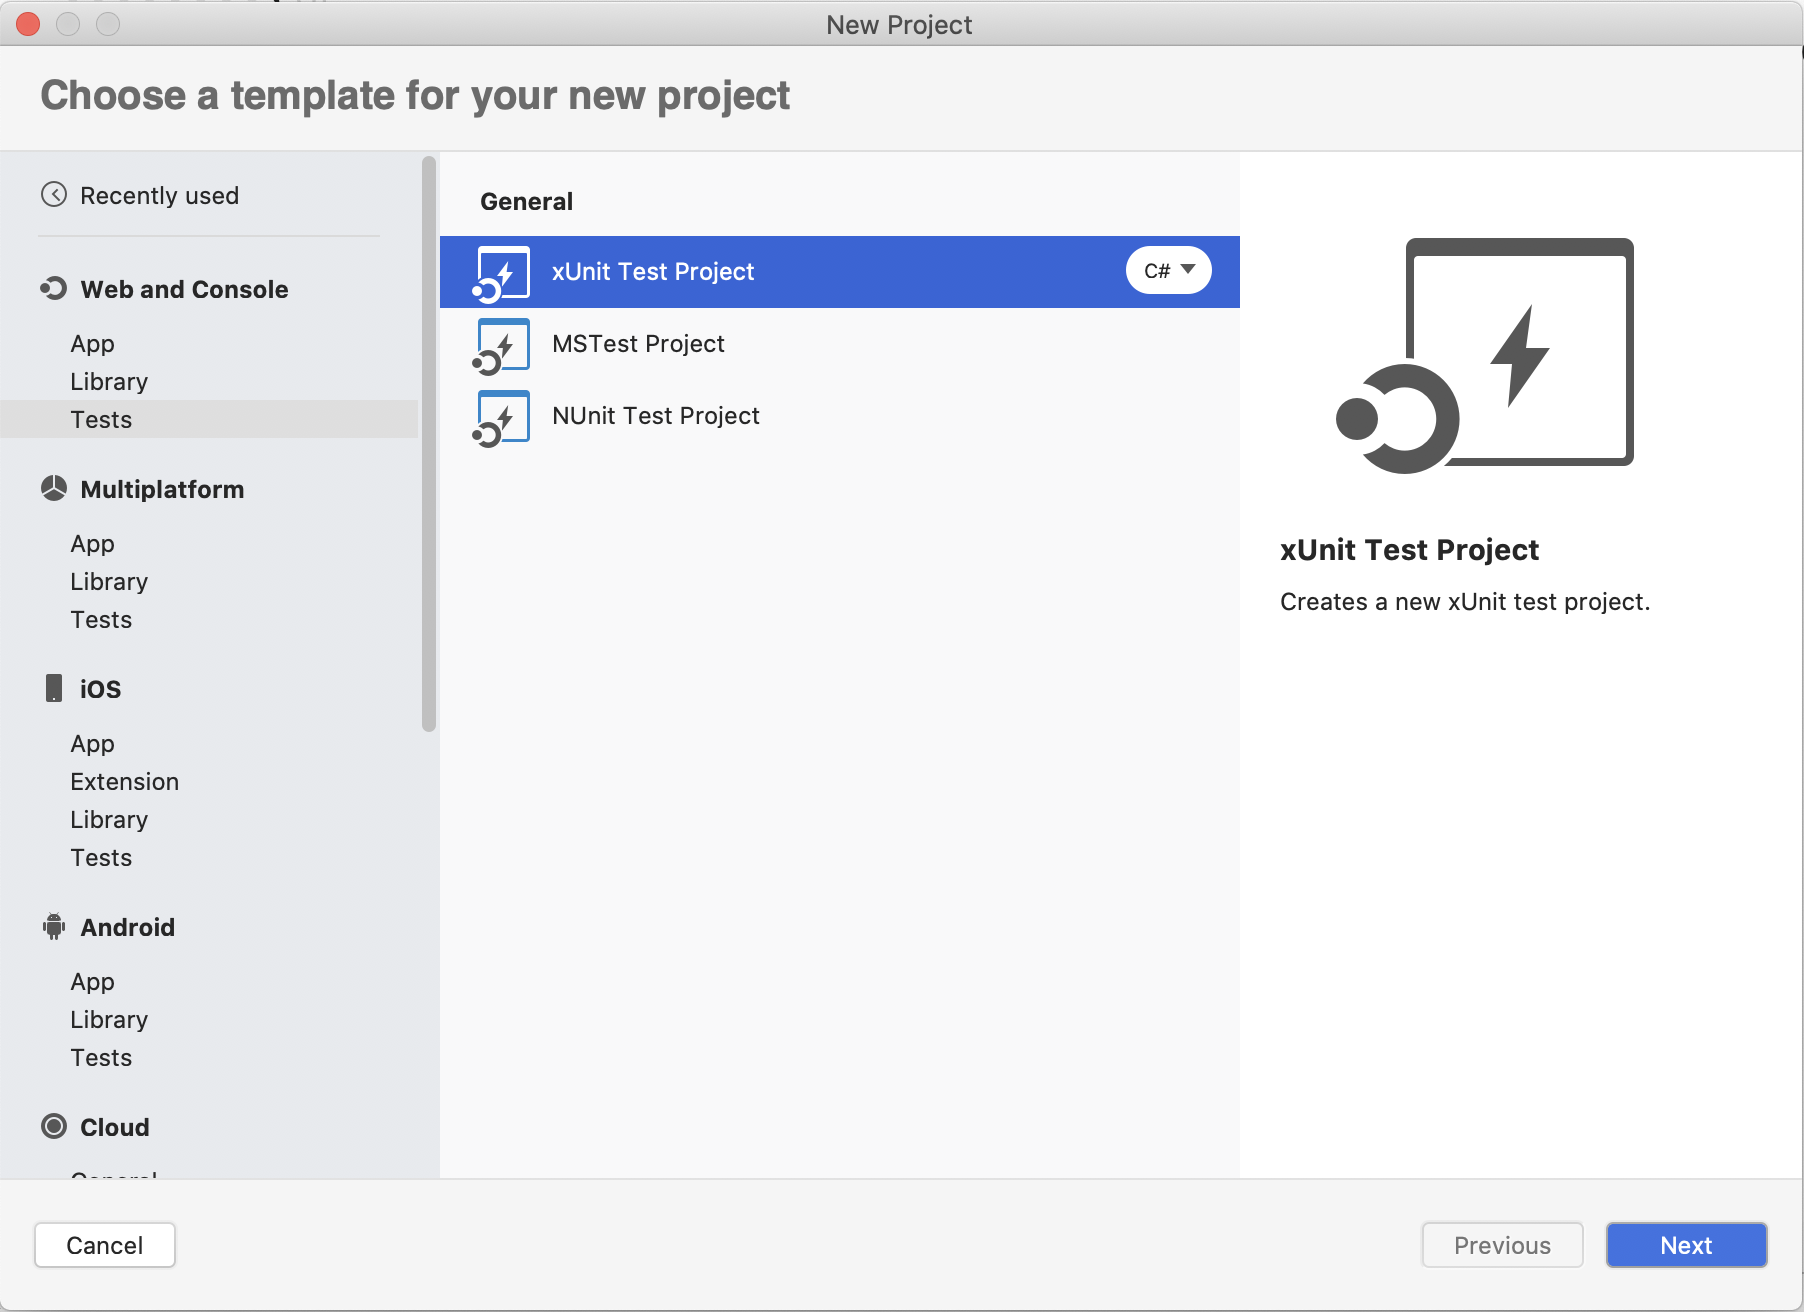 New Project
Choose a template for your new project
Recently used
Web and Console
App
Library
Tests
Multiplatform
App
Library
Tests
iOS
App
Extension
Library
Tests
Android
App
Library
Tests
Cloud
General
General
xUnit Test Project
C#
MSTest Project
NUnit Test Project
xUnit Test Project
Creates a new xUnit test project.
Cancel
Previous
Next